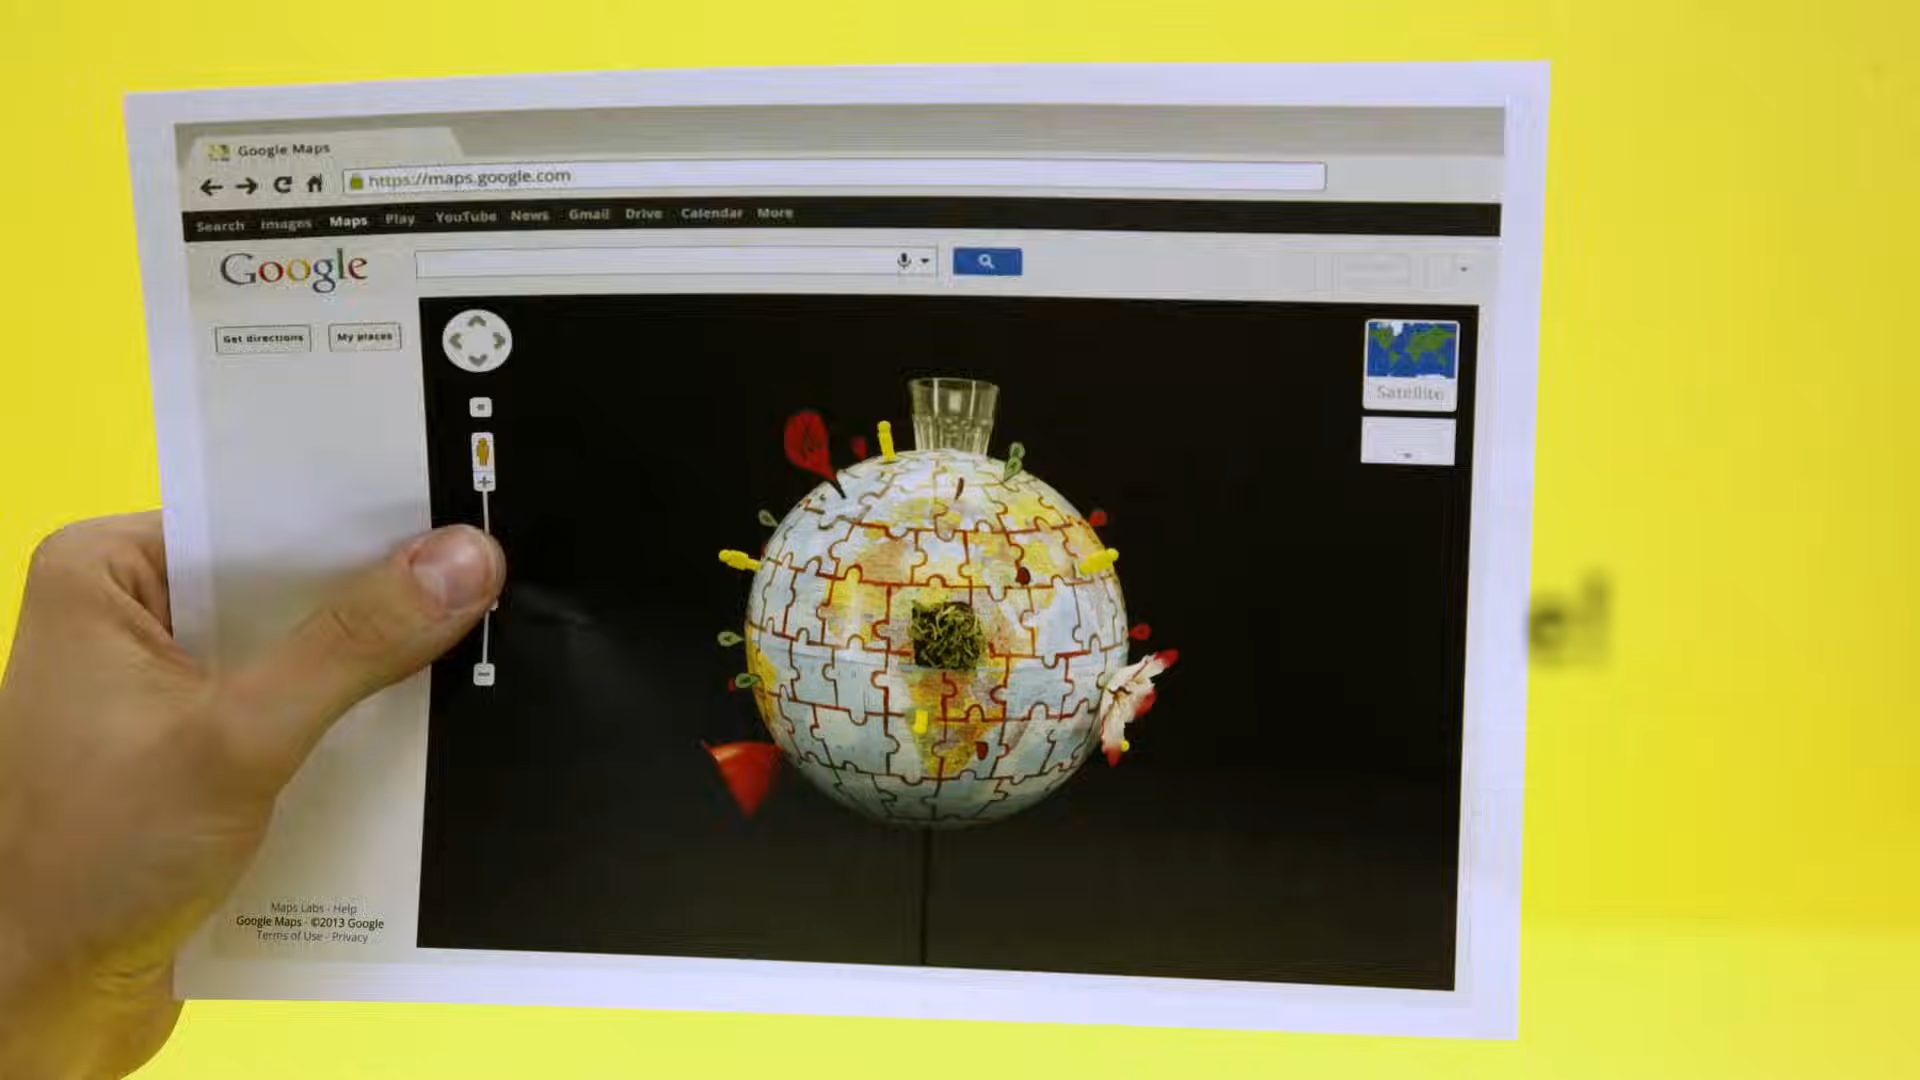 Google Maps
https://maps.google.com
Search Images Maps Play YouTube News Gmail Drive Calendar More
Google
Get directions My places
Satellite
Maps Labs - Help
Google Maps - ©2013 Google
Terms of Use - Privacy